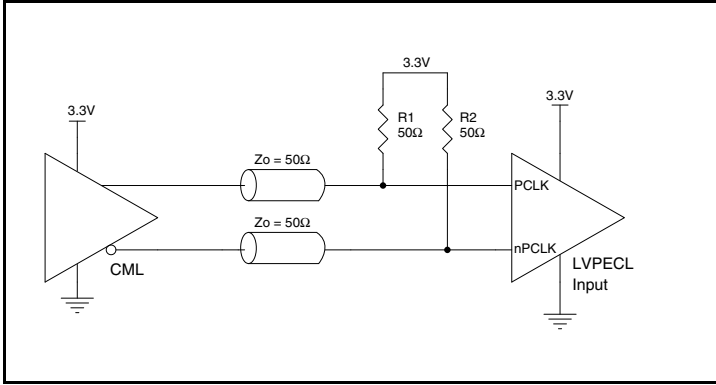 3.3V
3.3V
3.3V
R1
50Ω
R2
50Ω
Zo = 50Ω
PCLK
Zo = 50Ω
nPCLK
CML
LVPECL
Input